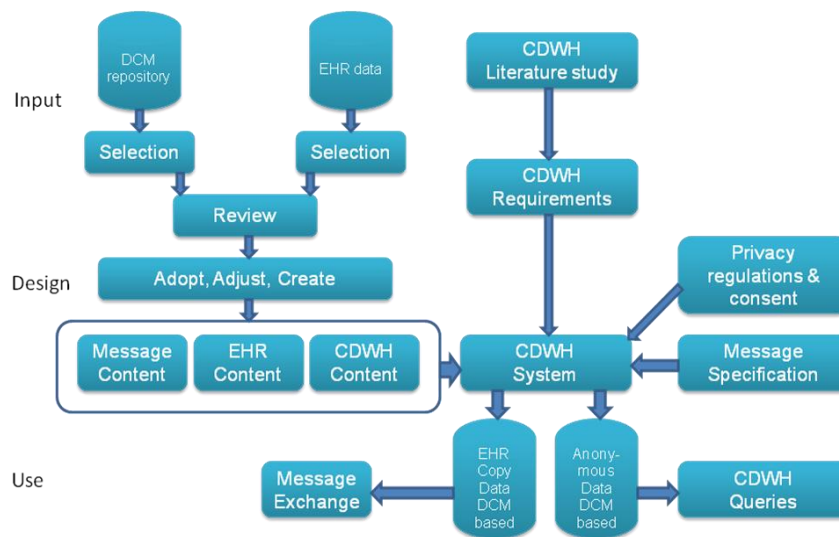 DCM
repository
EHR data
CDWH
Literature study
Input
Selection
Selection
CDWH
Requirements
Review
Privacy
regulations &
consent
Design
Adopt, Adjust, Create
Message
Content
EHR
Content
CDWH
Content
CDWH
System
Message
Specification
Use
Message
Exchange
EHR
Copy
Data
DCM
based
Anony-
mous
Data
DCM
based
CDWH
Queries